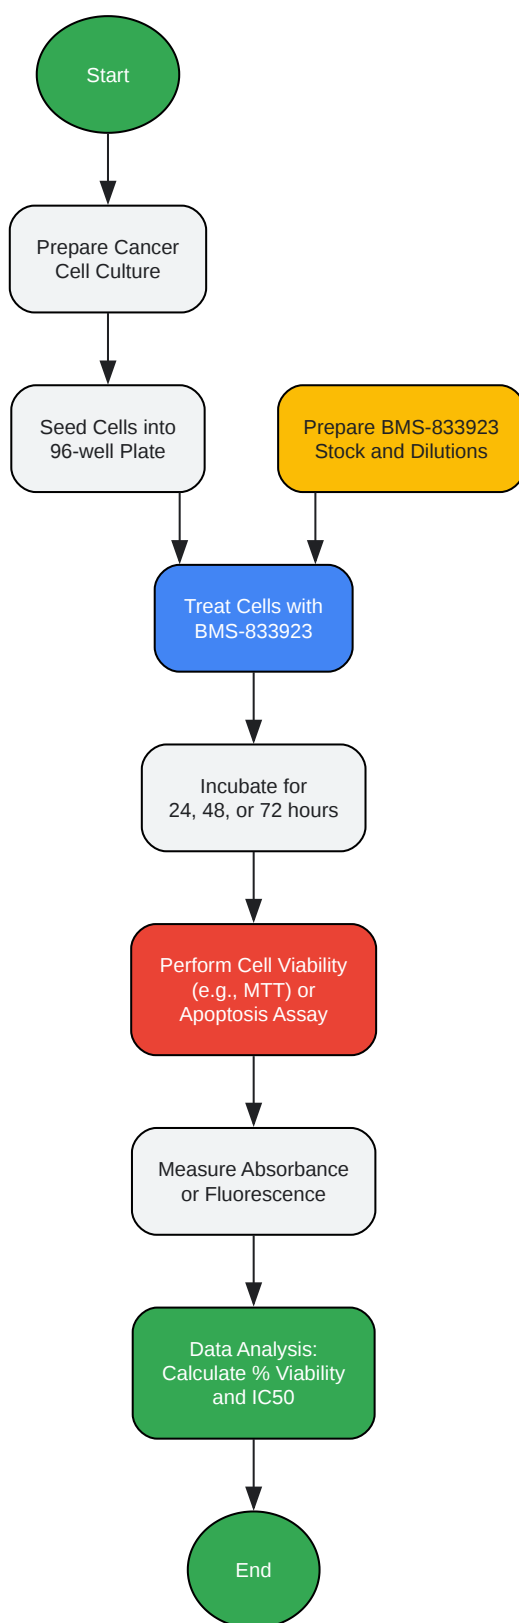 Start
Prepare Cancer
Cell Culture
Seed Cells into
96-well Plate
Prepare BMS-833923
Stock and Dilutions
Treat Cells with
BMS-833923
Incubate for
24, 48, or 72 hours
Perform Cell Viability
(e.g., MTT) or
Apoptosis Assay
Measure Absorbance
or Fluorescence
Data Analysis:
Calculate % Viability
and IC50
End